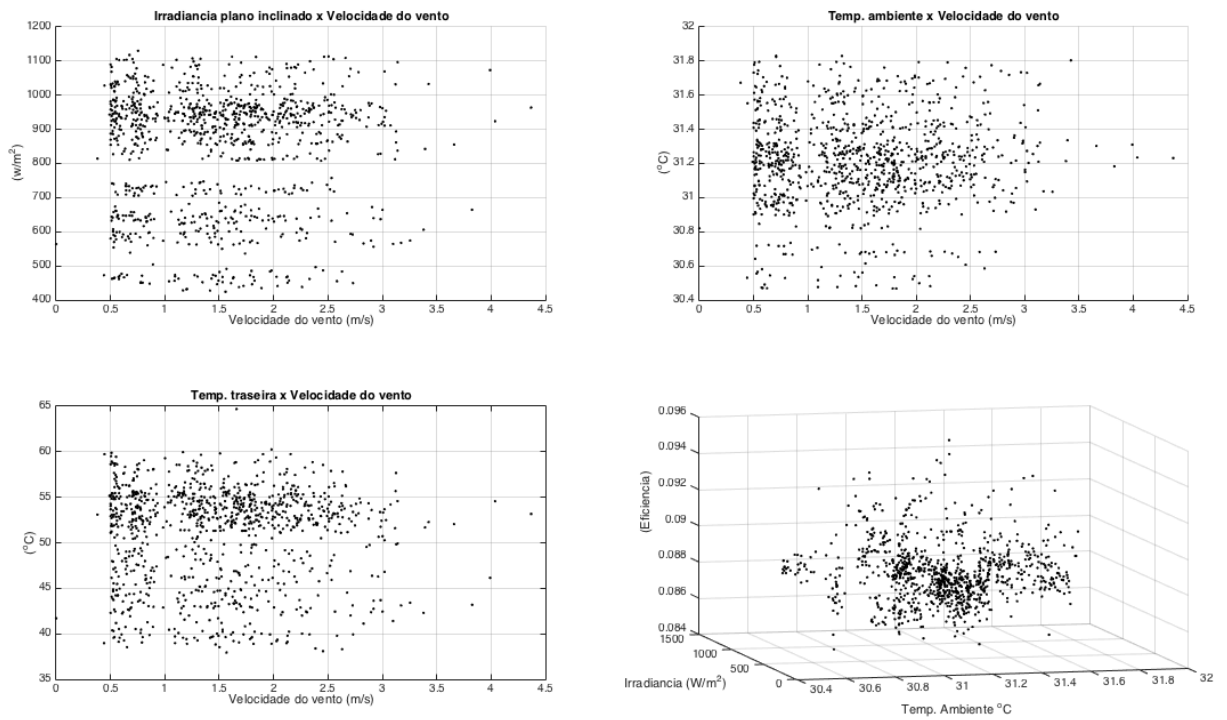 Irradiancia plano inclinado x Velocidade do vento
1200
1100
1000
900
800
700
600
500
400
(w/m²)
0 0.5 1 1.5 2 2.5 3 3.5 4 4.5
Velocidade do vento (m/s)
Temp. ambiente x Velocidade do vento
32
31.8
31.6
31.4
31.2
31
30.8
30.6
30.4
(°C)
0 0.5 1 1.5 2 2.5 3 3.5 4 4.5
Velocidade do vento (m/s)
Temp. traseira x Velocidade do vento
65
60
55
50
45
40
35
(°C)
0 0.5 1 1.5 2 2.5 3 3.5 4 4.5
Velocidade do vento (m/s)
0.096
0.094
0.092
0.09
0.088
0.086
0.084
(Eficiencia)
1500
1000
500
0
Irradiancia (W/m²)
30.4 30.6 30.8 31 31.2 31.4 31.6 31.8 32
Temp. Ambiente °C